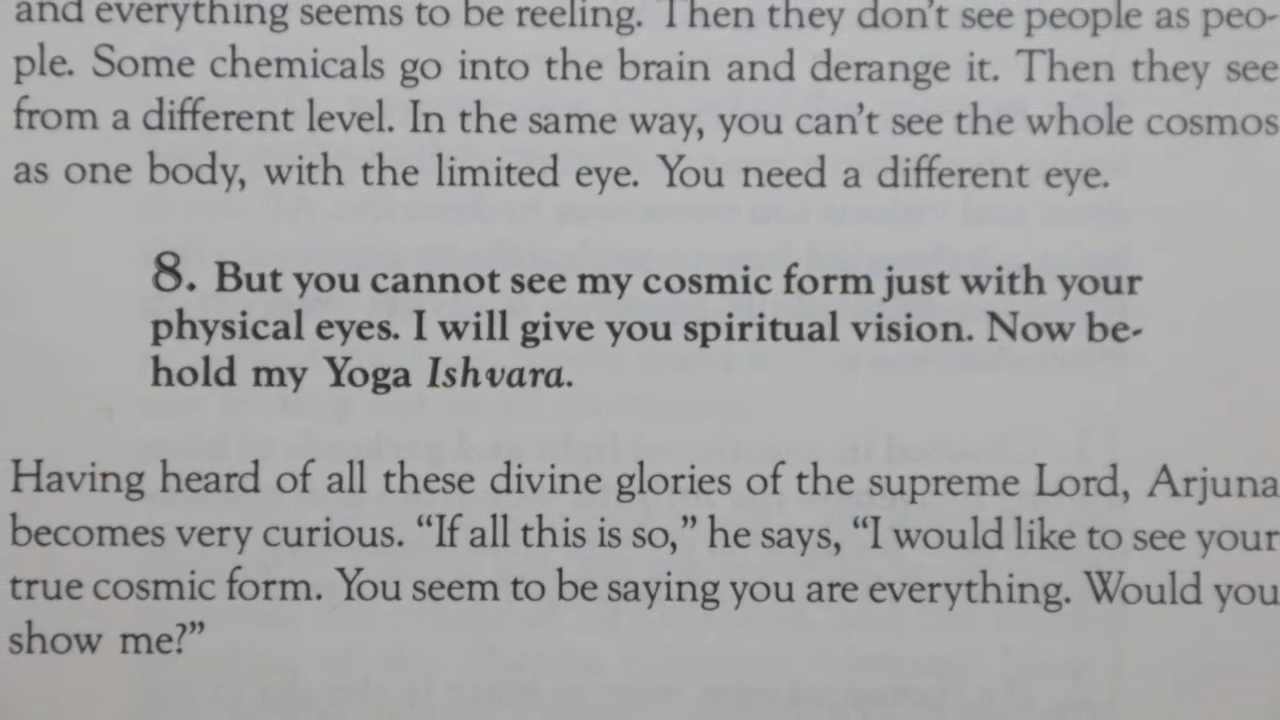 and everything seems to be reeling. Then they don't see people as peo-
ple. Some chemicals go into the brain and derange it. Then they see
from a different level. In the same way, you can't see the whole cosmos
as one body, with the limited eye. You need a different eye.
8. But you cannot see my cosmic form just with your
physical eyes. I will give you spiritual vision. Now be-
hold my Yoga Ishvara.
Having heard of all these divine glories of the supreme Lord, Arjuna
becomes very curious. “If all this is so,” he says, “I would like to see your
true cosmic form. You seem to be saying you are everything. Would you
show me?”